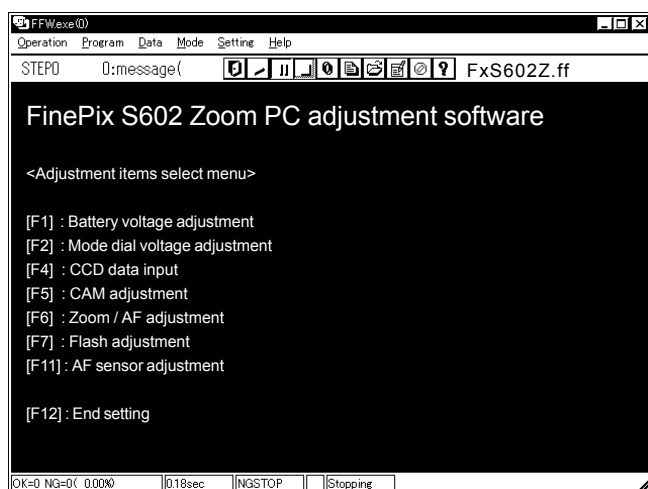 FFW.exe(0)
Operation Program Data Mode Setting Help
STEP0 0:message( FxS602Z.ff
FinePix S602 Zoom PC adjustment software
<Adjustment items select menu>
[F1] : Battery voltage adjustment
[F2] : Mode dial voltage adjustment
[F4] : CCD data input
[F5] : CAM adjustment
[F6] : Zoom / AF adjustment
[F7] : Flash adjustment
[F11] : AF sensor adjustment
[F12] : End setting
OK=0 NG=0( 0.00%) 0.18sec NGSTOP Stopping